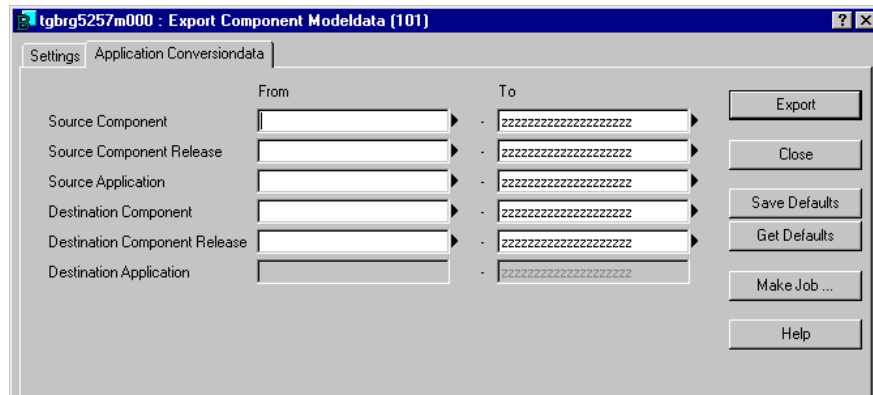 tgbrg5257m000 : Export Component Modeldata (101)
Settings Application Conversiondata
From To
Export
Source Component - zzzzzzzzzzzzzzzzzzzz
Source Component Release - zzzzzzzzzzzzzzzzzzzz
Close
Source Application - zzzzzzzzzzzzzzzzzzzz
Destination Component - zzzzzzzzzzzzzzzzzzzz
Save Defaults
Destination Component Release - zzzzzzzzzzzzzzzzzzzz
Get Defaults
Destination Application - zzzzzzzzzzzzzzzzzzzz
Make Job ...
Help